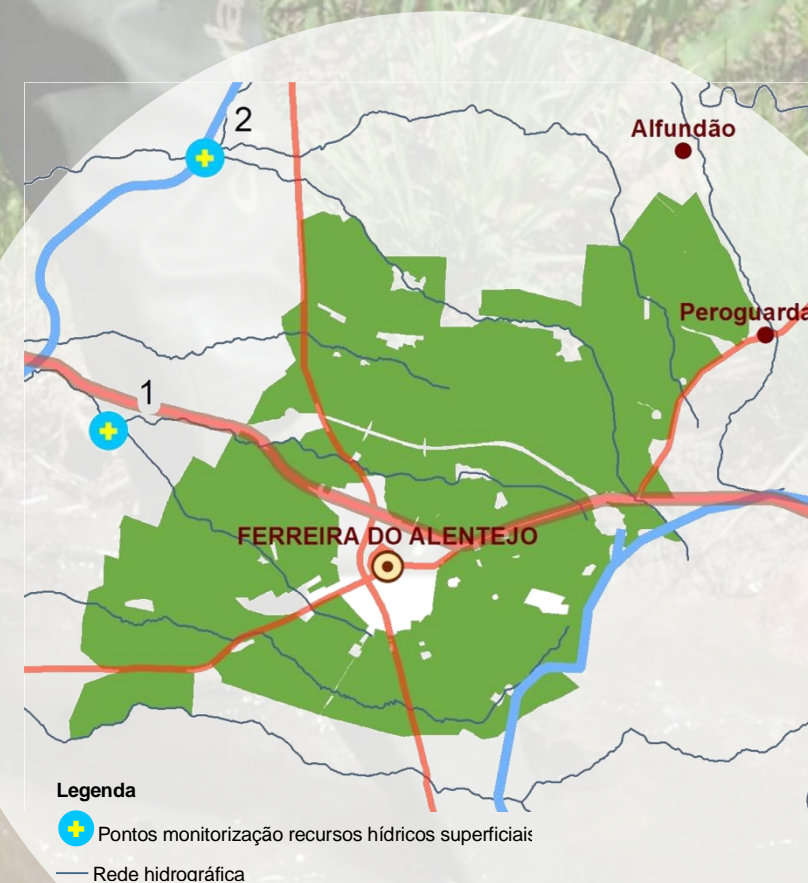 2
Alfundão
Peroguarda
1
FERREIRA DO ALENTEJO
Legenda
Pontos monitorização recursos hídricos superficiais
Rede hidrográfica